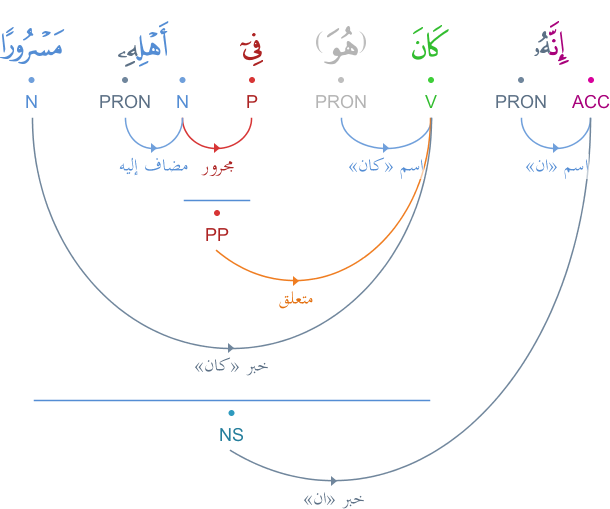 إِنَّهُۥ كَانَ (هُوَ) فِىٓ أَهْلِهِۦ مَسْرُورًا
ACC PRON V PRON P N PRON N
اسم «ان» اسم «كان» مجرور مضاف إليه
PP
متعلق
خبر «كان»
NS
خبر «ان»